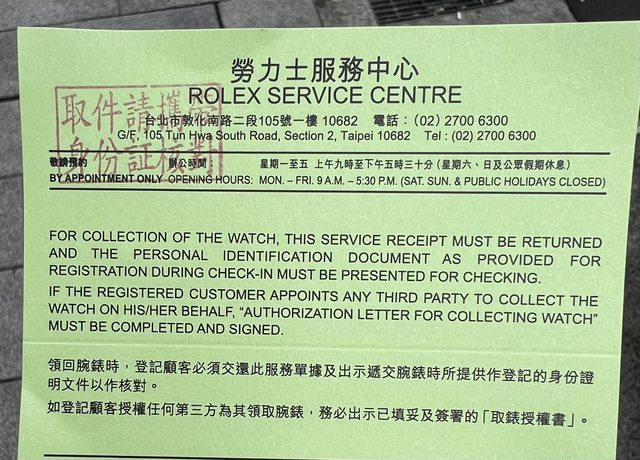 勞力士服務中心
ROLEX SERVICE CENTRE
台北市敦化南路二段105號一樓 10682 電話：(02) 2700 6300
G/F, 105 Tun Hwa South Road, Section 2, Taipei 10682 Tel : (02) 2700 6300
取件請攜帶
身份証核對
敬請預約 辦公時間 星期一至五 上午九時至下午五時三十分 (星期六、日及公眾假期休息)
BY APPOINTMENT ONLY OPENING HOURS: MON. – FRI. 9 A.M. – 5:30 P.M. (SAT. SUN. & PUBLIC HOLIDAYS CLOSED)
FOR COLLECTION OF THE WATCH, THIS SERVICE RECEIPT MUST BE RETURNED
AND THE PERSONAL IDENTIFICATION DOCUMENT AS PROVIDED FOR
REGISTRATION DURING CHECK-IN MUST BE PRESENTED FOR CHECKING.
IF THE REGISTERED CUSTOMER APPOINTS ANY THIRD PARTY TO COLLECT THE
WATCH ON HIS/HER BEHALF, “AUTHORIZATION LETTER FOR COLLECTING WATCH”
MUST BE COMPLETED AND SIGNED.
領回腕錶時，登記顧客必須交還此服務單據及出示遞交腕錶時所提供作登記的身份證
明文件以作核對。
如登記顧客授權任何第三方為其領取腕錶，務必出示已填妥及簽署的「取錶授權書」。